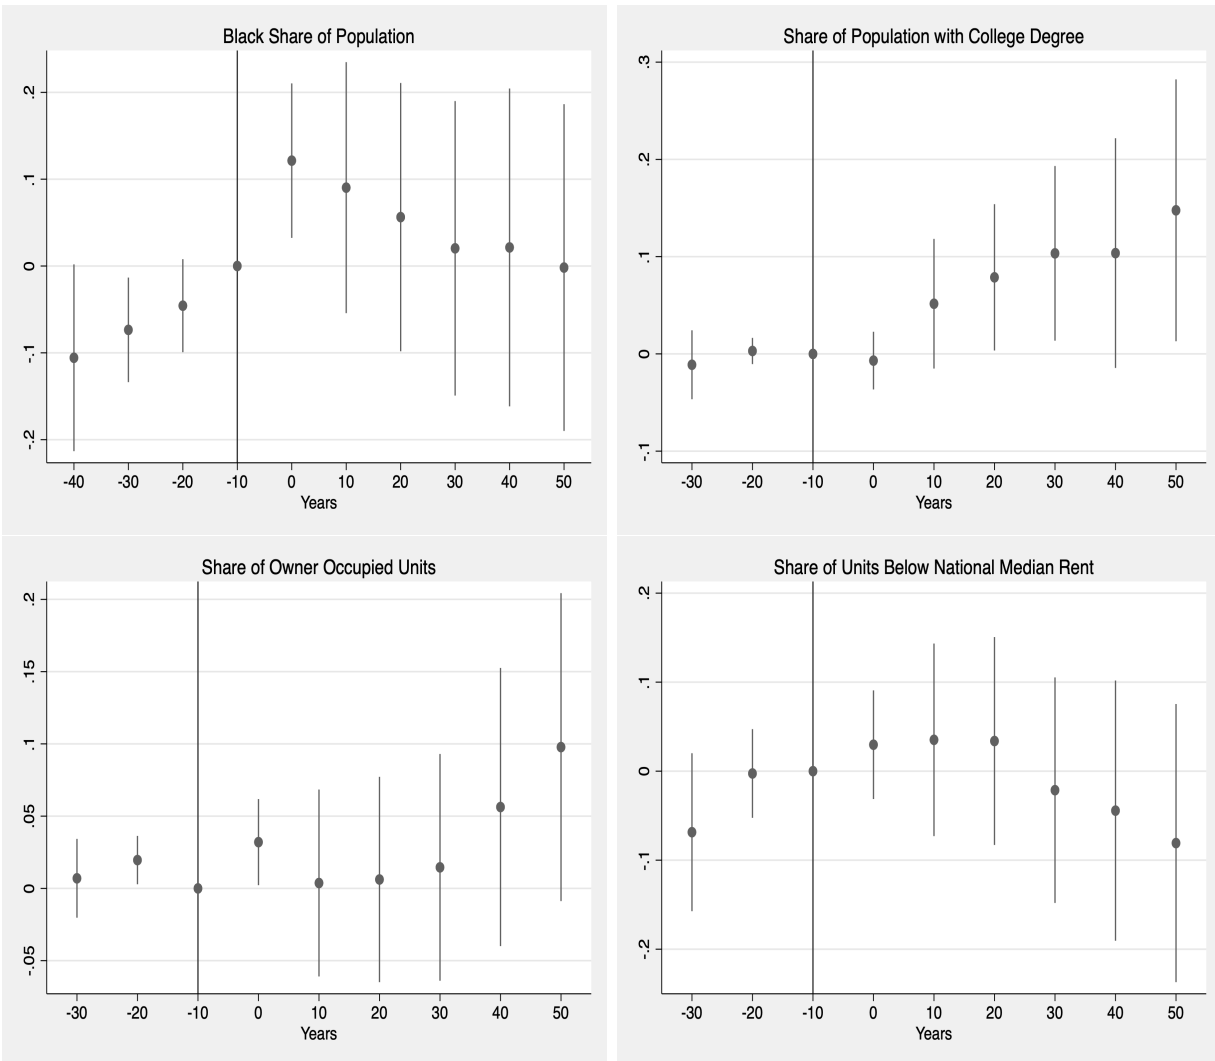 Black Share of Population
.2
.1
0
-.1
-.2
-40 -30 -20 -10 0 10 20 30 40 50
Years
Share of Population with College Degree
.3
.2
.1
0
-.1
-30 -20 -10 0 10 20 30 40 50
Years
Share of Owner Occupied Units
.2
.15
.1
.05
0
-.05
-30 -20 -10 0 10 20 30 40 50
Years
Share of Units Below National Median Rent
.2
.1
0
-.1
-.2
-30 -20 -10 0 10 20 30 40 50
Years